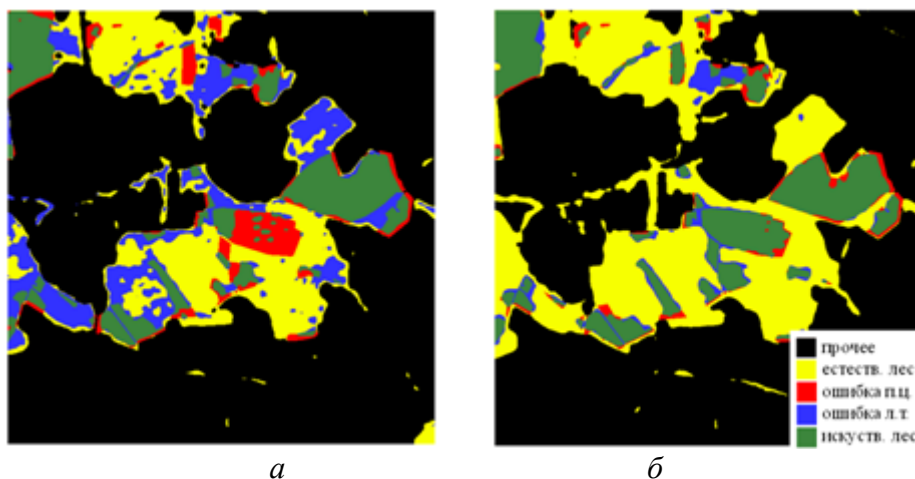 прочее
естеств. лес
ошибка п.ц.
ошибка л.т.
искуств. лес
а
б